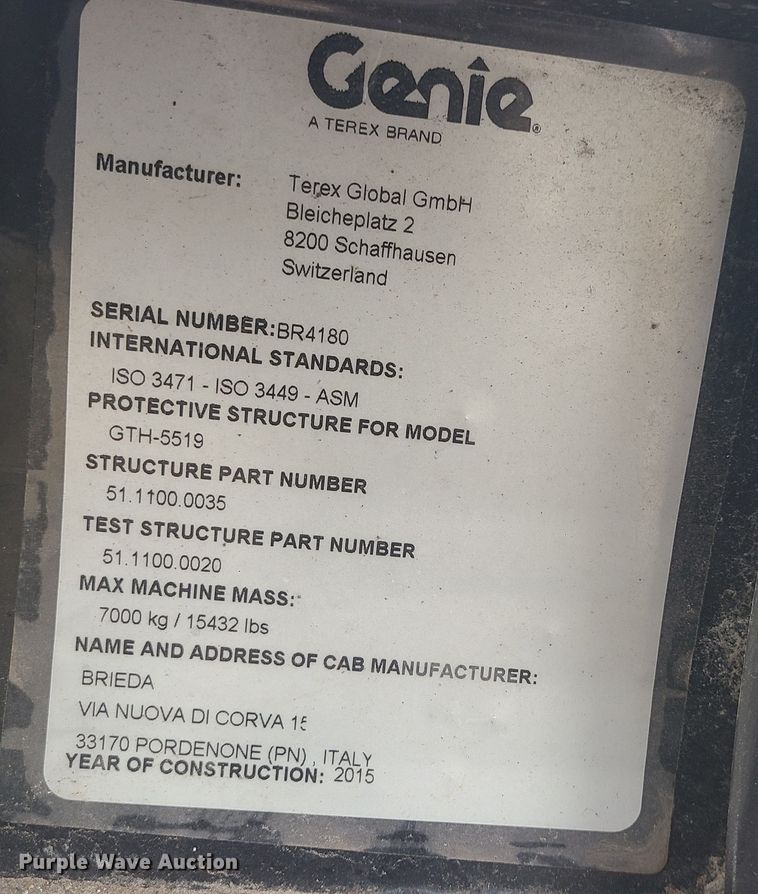 Genie®
A TEREX BRAND
Manufacturer: Terex Global GmbH
Bleicheplatz 2
8200 Schaffhausen
Switzerland
SERIAL NUMBER: BR4180
INTERNATIONAL STANDARDS:
ISO 3471 - ISO 3449 - ASM
PROTECTIVE STRUCTURE FOR MODEL
GTH-5519
STRUCTURE PART NUMBER
51.1100.0035
TEST STRUCTURE PART NUMBER
51.1100.0020
MAX MACHINE MASS:
7000 kg / 15432 lbs
NAME AND ADDRESS OF CAB MANUFACTURER:
BRIEDA
VIA NUOVA DI CORVA
33170 PORDENONE (PN) , ITALY
YEAR OF CONSTRUCTION: 2015
Purple Wave Auction